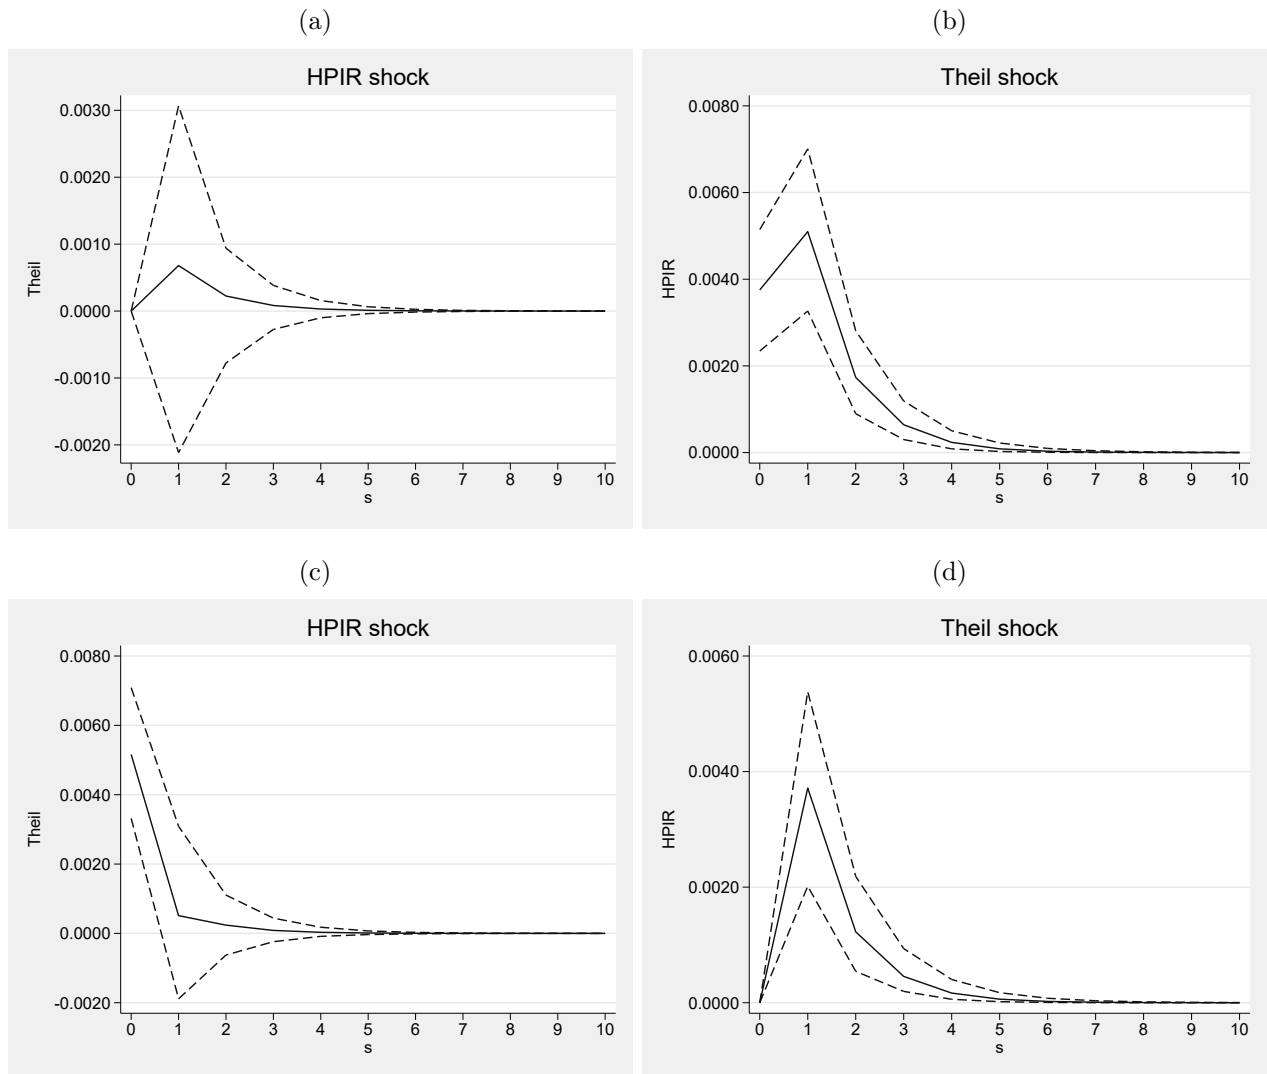 (a)
HPIR shock
0.0030
0.0020
0.0010
0.0000
-0.0010
-0.0020
Theil
0 1 2 3 4 5 6 7 8 9 10
s
(b)
Theil shock
0.0080
0.0060
0.0040
0.0020
0.0000
HPIR
0 1 2 3 4 5 6 7 8 9 10
s
(c)
HPIR shock
0.0080
0.0060
0.0040
0.0020
0.0000
-0.0020
Theil
0 1 2 3 4 5 6 7 8 9 10
s
(d)
Theil shock
0.0060
0.0040
0.0020
0.0000
HPIR
0 1 2 3 4 5 6 7 8 9 10
s